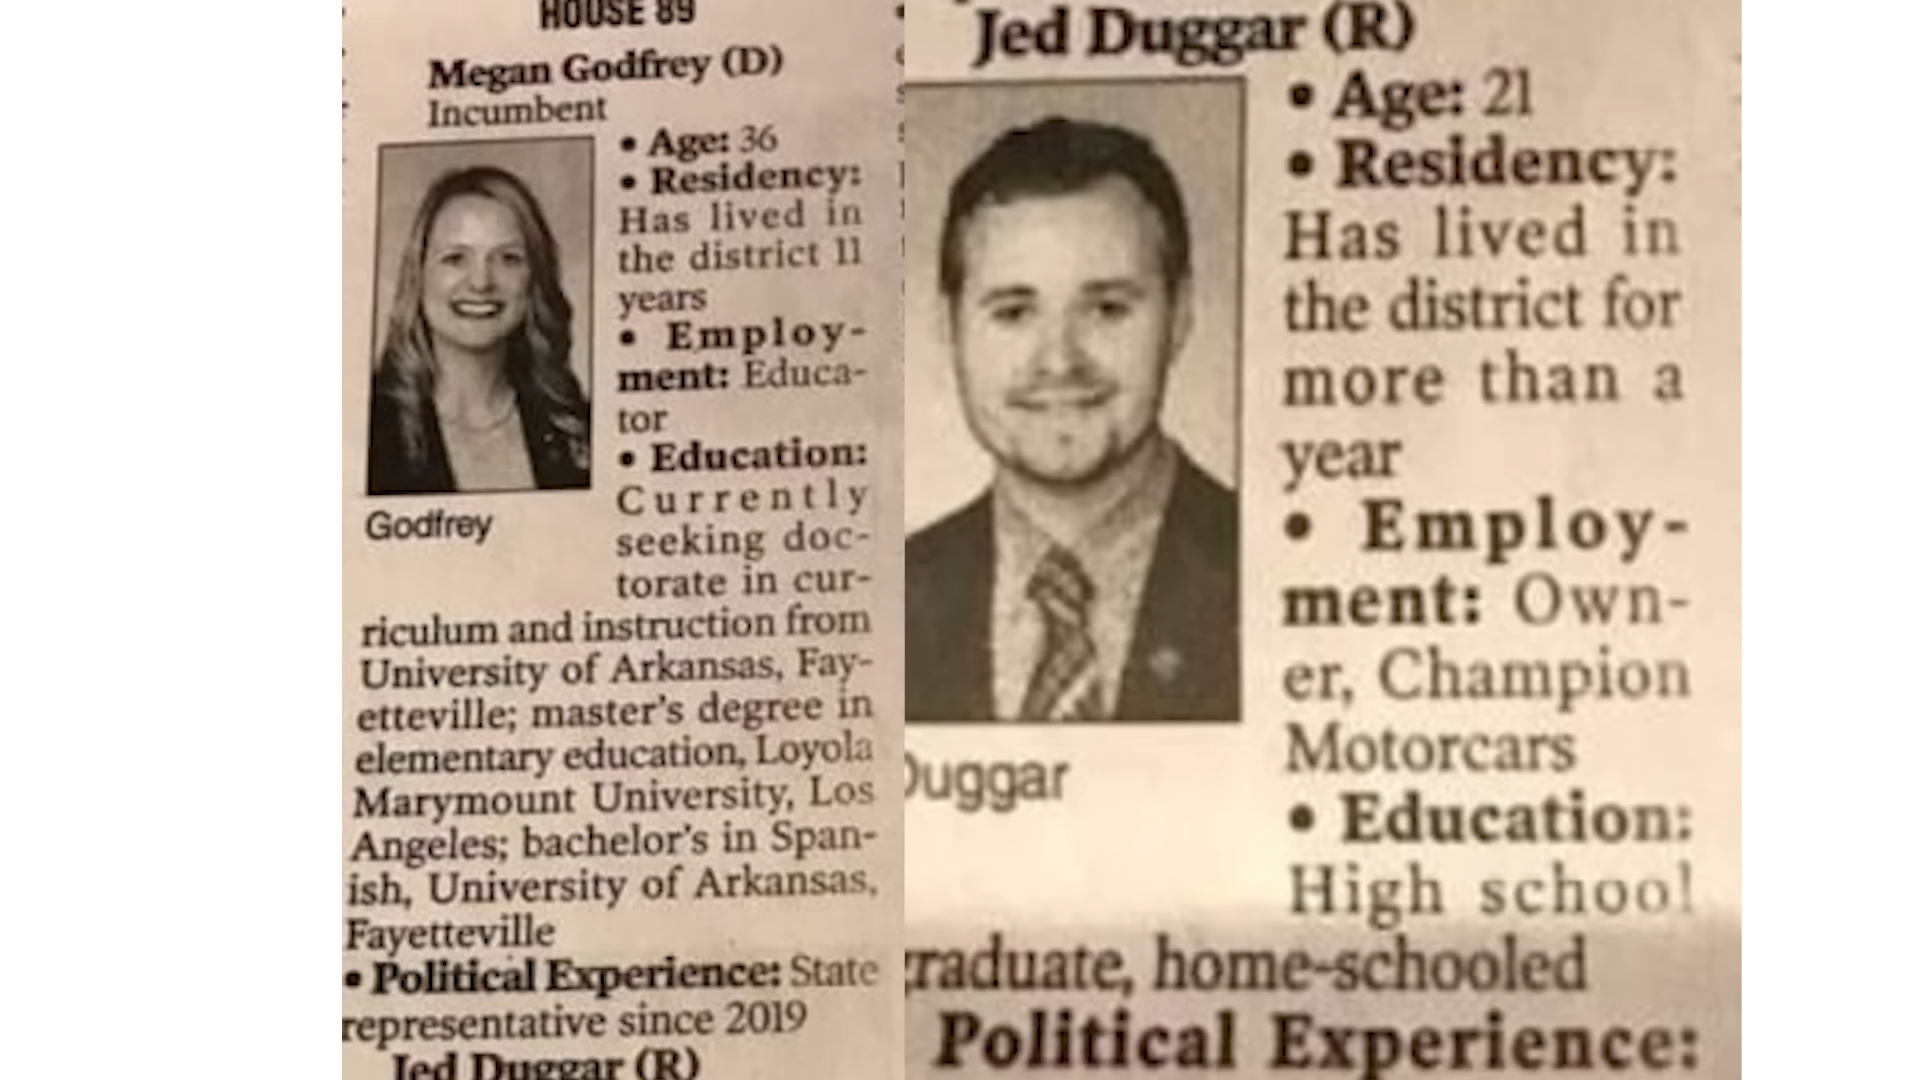 HOUSE 89
Megan Godfrey (D)
Incumbent
• Age: 36
• Residency:
Has lived in
the district 11
years
• Employ-
ment: Educa-
tor
• Education:
Currently
seeking doc-
torate in cur-
Godfrey
riculum and instruction from
University of Arkansas, Fay-
etteville; master's degree in
elementary education, Loyola
Marymount University, Los
Angeles; bachelor's in Span-
ish, University of Arkansas,
Fayetteville
• Political Experience: State
representative since 2019
Jed Duggar (R)
Jed Duggar (R)
• Age: 21
• Residency:
Has lived in
the district for
more than a
year
• Employ-
ment: Own-
er, Champion
Motorcars
• Education:
High school
Duggar
graduate, home-schooled
Political Experience: